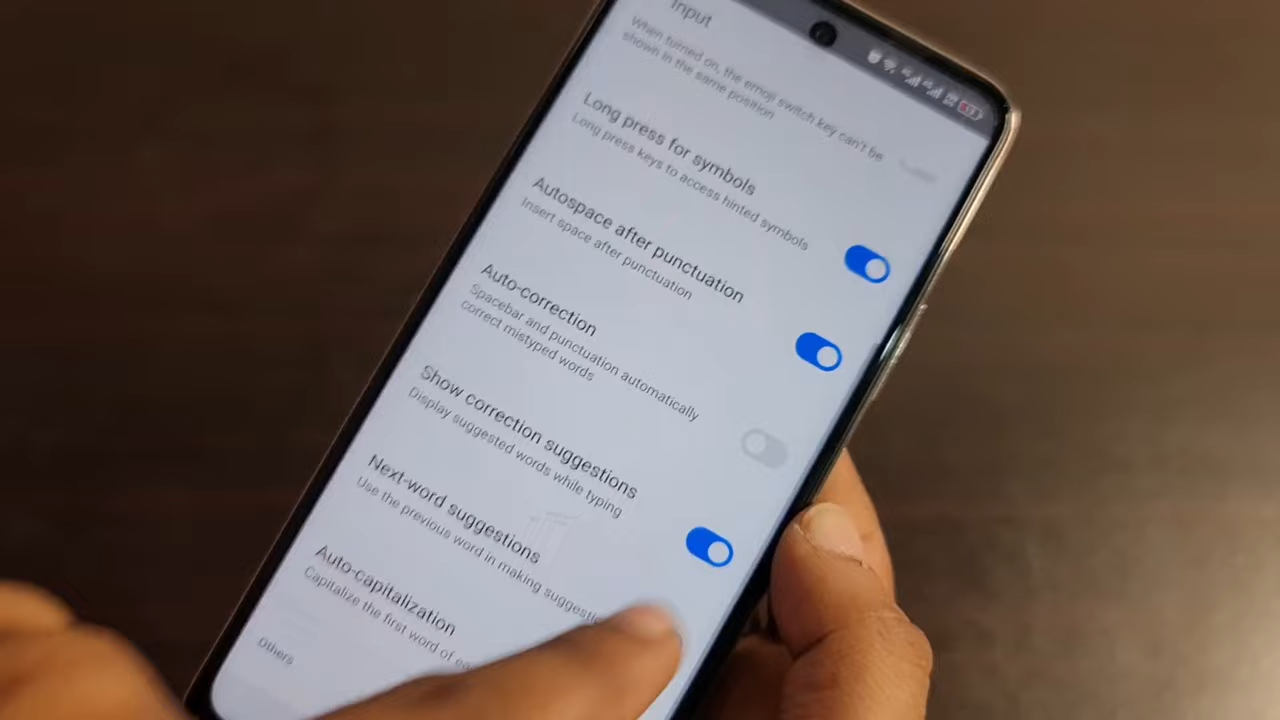 Input
When turned on, the emoji switch key can't be
shown in the same position
Long press for symbols
Long press keys to access hinted symbols
Autospace after punctuation
Insert space after punctuation
Auto-correction
Spacebar and punctuation automatically
correct mistyped words
Show correction suggestions
Display suggested words while typing
Next-word suggestions
Use the previous word in making
Auto-capitalization
Capitalize the first word of
Others